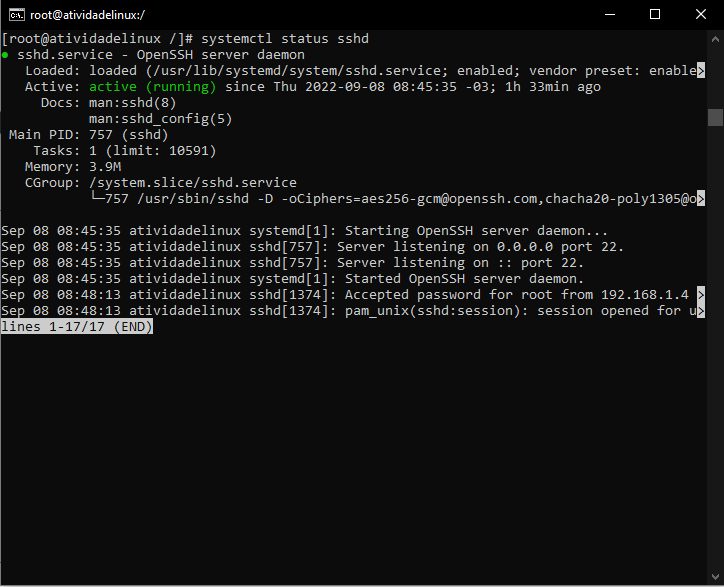 root@atividadelinux:/
[root@atividadelinux /]# systemctl status sshd
● sshd.service - OpenSSH server daemon
   Loaded: loaded (/usr/lib/systemd/system/sshd.service; enabled; vendor preset: enable>
   Active: active (running) since Thu 2022-09-08 08:45:35 -03; 1h 33min ago
     Docs: man:sshd(8)
           man:sshd_config(5)
 Main PID: 757 (sshd)
    Tasks: 1 (limit: 10591)
   Memory: 3.9M
   CGroup: /system.slice/sshd.service
           └─757 /usr/sbin/sshd -D -oCiphers=aes256-gcm@openssh.com,chacha20-poly1305@o>
Sep 08 08:45:35 atividadelinux systemd[1]: Starting OpenSSH server daemon...
Sep 08 08:45:35 atividadelinux sshd[757]: Server listening on 0.0.0.0 port 22.
Sep 08 08:45:35 atividadelinux sshd[757]: Server listening on :: port 22.
Sep 08 08:45:35 atividadelinux systemd[1]: Started OpenSSH server daemon.
Sep 08 08:48:13 atividadelinux sshd[1374]: Accepted password for root from 192.168.1.4 >
Sep 08 08:48:13 atividadelinux sshd[1374]: pam_unix(sshd:session): session opened for u>
lines 1-17/17 (END)